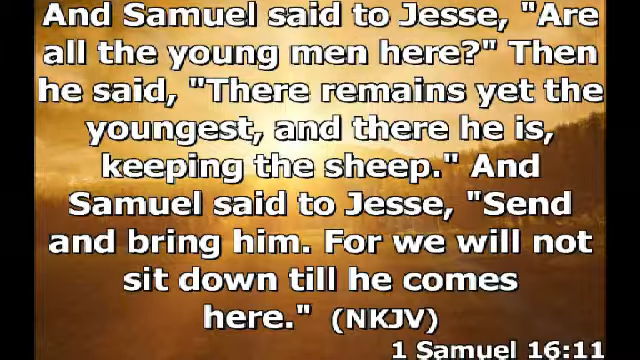 And Samuel said to Jesse, "Are
all the young men here?" Then
he said, "There remains yet the
youngest, and there he is,
keeping the sheep." And
Samuel said to Jesse, "Send
and bring him. For we will not
sit down till he comes
here." (NKJV)
1 Samuel 16:11